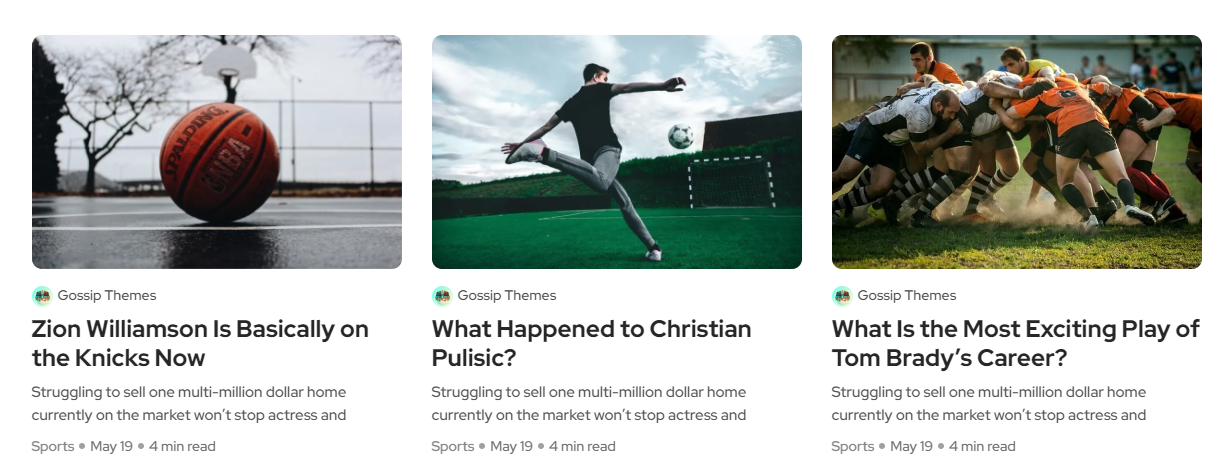 SPALDING
NBA
Gossip Themes
Zion Williamson Is Basically on
the Knicks Now
Struggling to sell one multi-million dollar home
currently on the market won’t stop actress and
Sports • May 19 • 4 min read
Gossip Themes
What Happened to Christian
Pulisic?
Struggling to sell one multi-million dollar home
currently on the market won’t stop actress and
Sports • May 19 • 4 min read
Gossip Themes
What Is the Most Exciting Play of
Tom Brady’s Career?
Struggling to sell one multi-million dollar home
currently on the market won’t stop actress and
Sports • May 19 • 4 min read